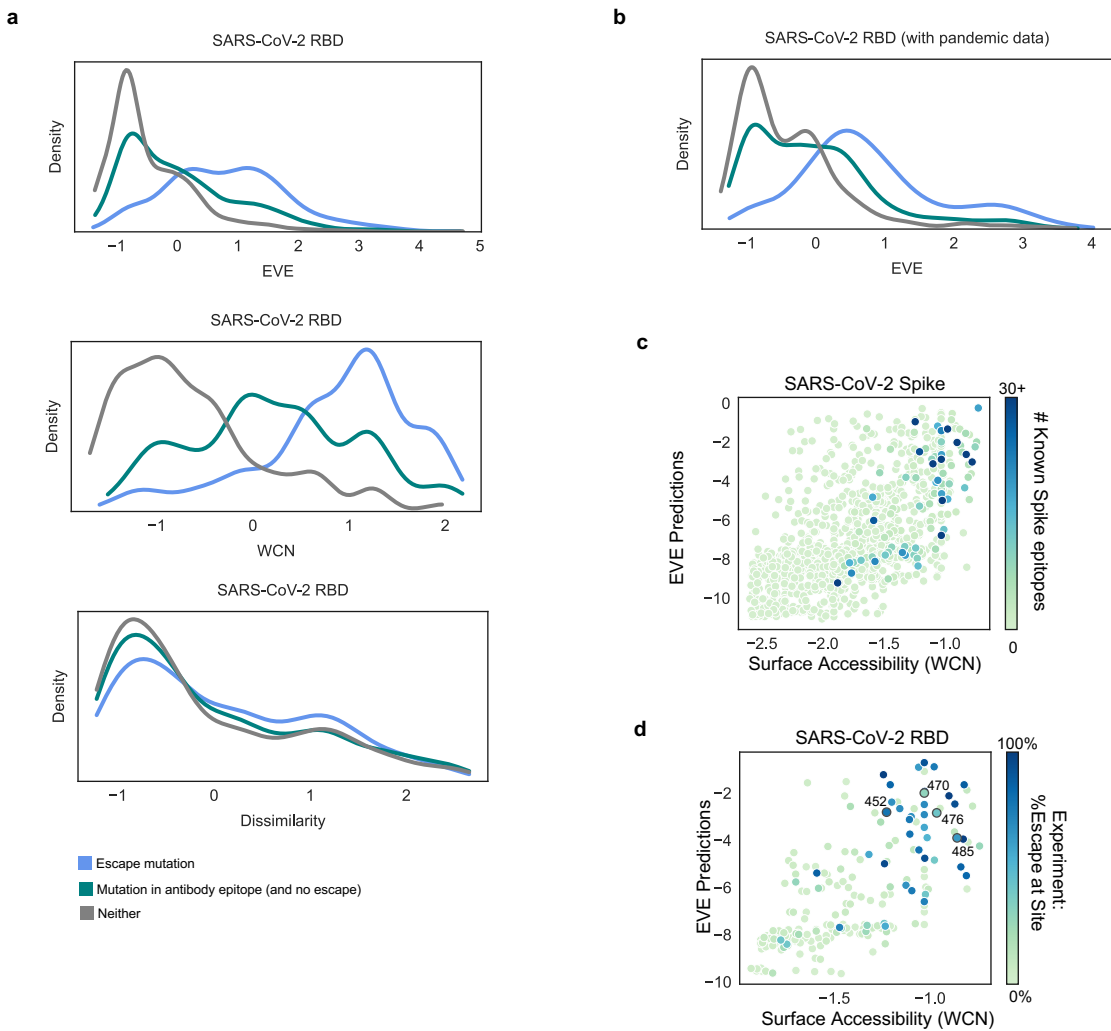 a
SARS-CoV-2 RBD
Density
−1 0 1 2 3 4 5
EVE
SARS-CoV-2 RBD
Density
−1 0 1 2
WCN
SARS-CoV-2 RBD
Density
−1 0 1 2
Dissimilarity
Escape mutation
Mutation in antibody epitope (and no escape)
Neither
b
SARS-CoV-2 RBD (with pandemic data)
Density
−1 0 1 2 3 4
EVE
c
SARS-CoV-2 Spike
EVE Predictions
0
−2
−4
−6
−8
−10
−2.5 −2.0 −1.5 −1.0
Surface Accessibility (WCN)
30+
0
# Known Spike epitopes
d
SARS-CoV-2 RBD
EVE Predictions
−2
−4
−6
−8
−10
452
470
476
485
−1.5 −1.0
Surface Accessibility (WCN)
100%
0%
Experiment:
%Escape at Site